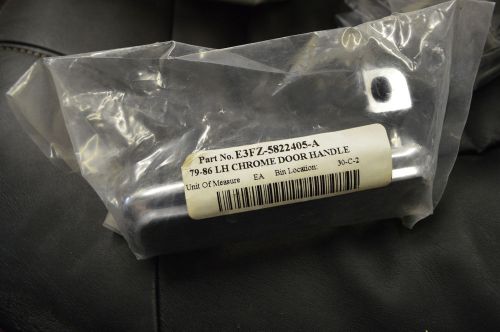 Part No. E3FZ-5822405-A
79-86 LH CHROME DOOR HANDLE
Unit Of Measure EA Bin Location: 30-C-2